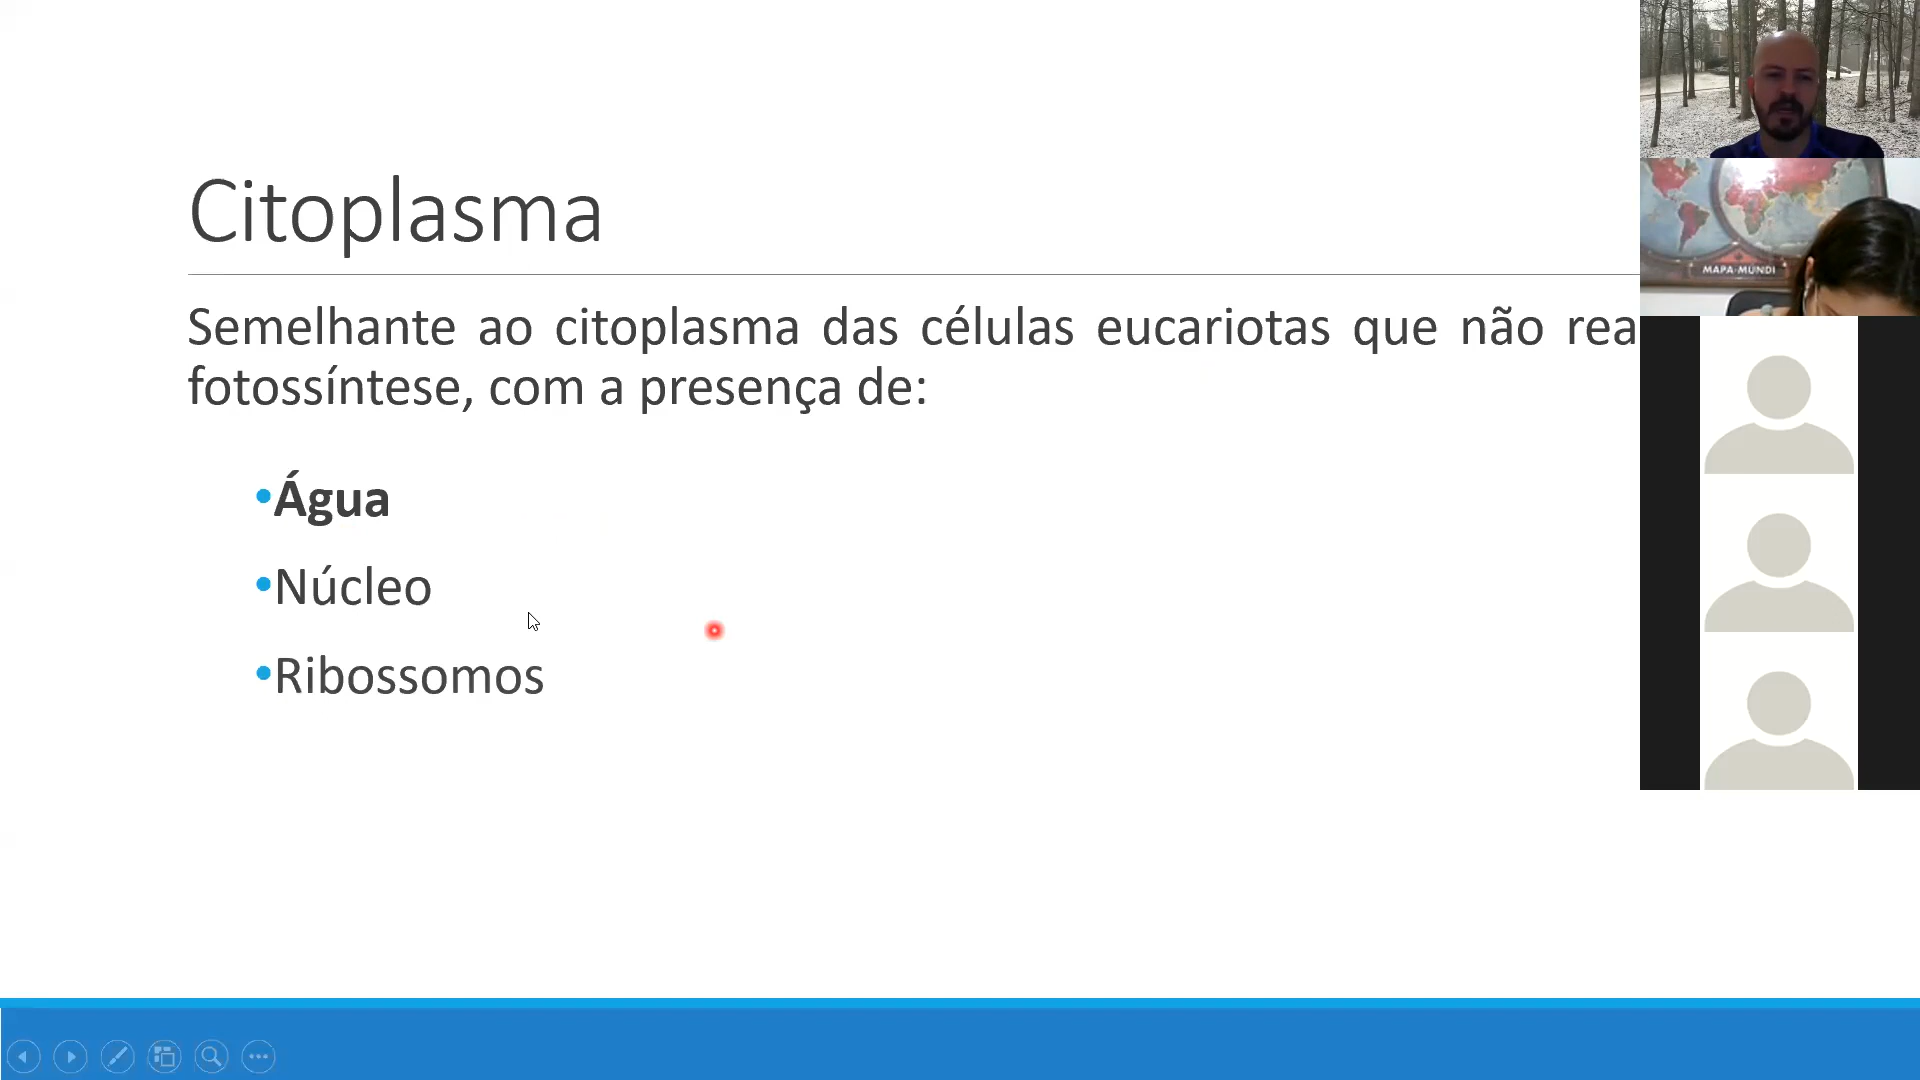 Citoplasma
MAPA-MUNDI
Semelhante ao citoplasma das células eucariotas que não rea
fotossíntese, com a presença de:
•Água
•Núcleo
•Ribossomos